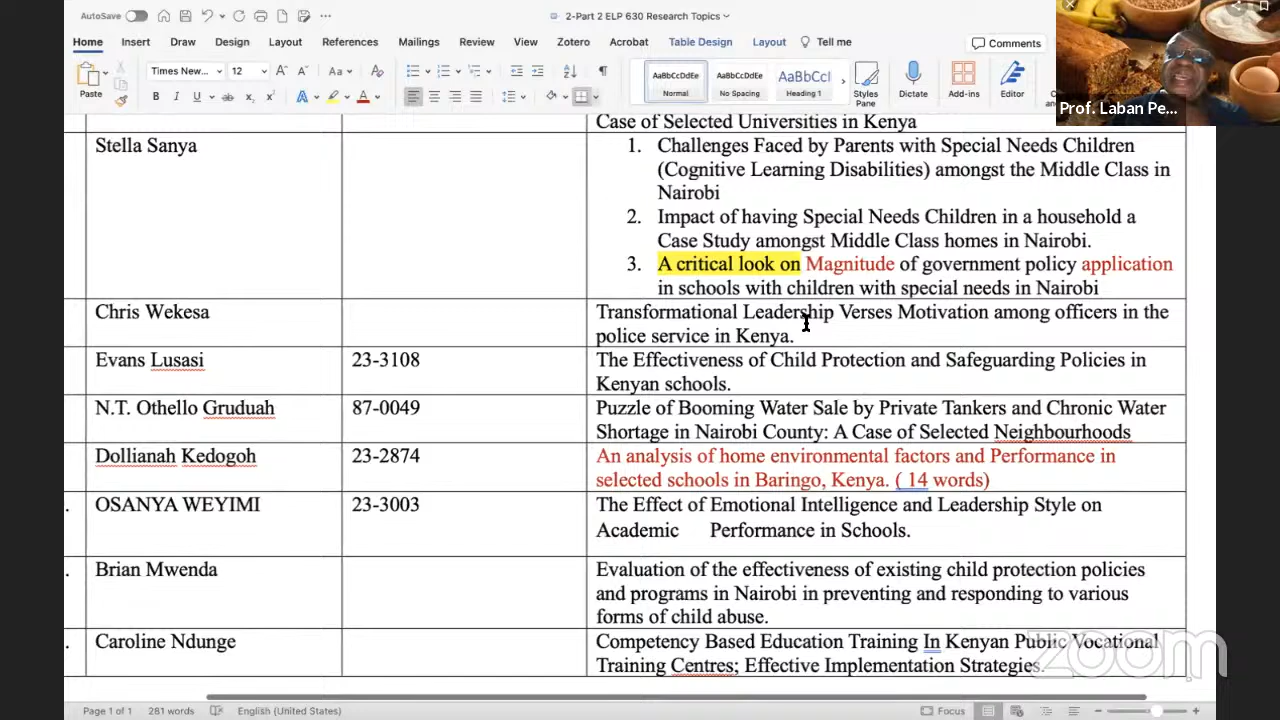 AutoSave
2-Part 2 ELP 630 Research Topics
Home Insert Draw Design Layout References Mailings Review View Zotero Acrobat Table Design Layout Tell me
Comments
Paste
Times New... 12
AaBbCcDdEe AaBbCcDdEe AaBbCcI
Normal No Spacing Heading 1
Styles
Pane
Dictate
Add-ins
Editor
Prof. Laban Pe...
Case of Selected Universities in Kenya
Stella Sanya
1. Challenges Faced by Parents with Special Needs Children
(Cognitive Learning Disabilities) amongst the Middle Class in
Nairobi
2. Impact of having Special Needs Children in a household a
Case Study amongst Middle Class homes in Nairobi.
3. A critical look on Magnitude of government policy application
in schools with children with special needs in Nairobi
Chris Wekesa
Transformational Leadership Verses Motivation among officers in the
police service in Kenya.
Evans Lusasi 23-3108 The Effectiveness of Child Protection and Safeguarding Policies in
Kenyan schools.
N.T. Othello Gruduah 87-0049 Puzzle of Booming Water Sale by Private Tankers and Chronic Water
Shortage in Nairobi County: A Case of Selected Neighbourhoods
Dollianah Kedogoh 23-2874 An analysis of home environmental factors and Performance in
selected schools in Baringo, Kenya. ( 14 words)
. OSANYA WEYIMI 23-3003 The Effect of Emotional Intelligence and Leadership Style on
Academic Performance in Schools.
. Brian Mwenda Evaluation of the effectiveness of existing child protection policies
and programs in Nairobi in preventing and responding to various
forms of child abuse.
. Caroline Ndunge Competency Based Education Training In Kenyan Public Vocational
Training Centres; Effective Implementation Strategies.
zoom
Page 1 of 1 281 words English (United States) Focus